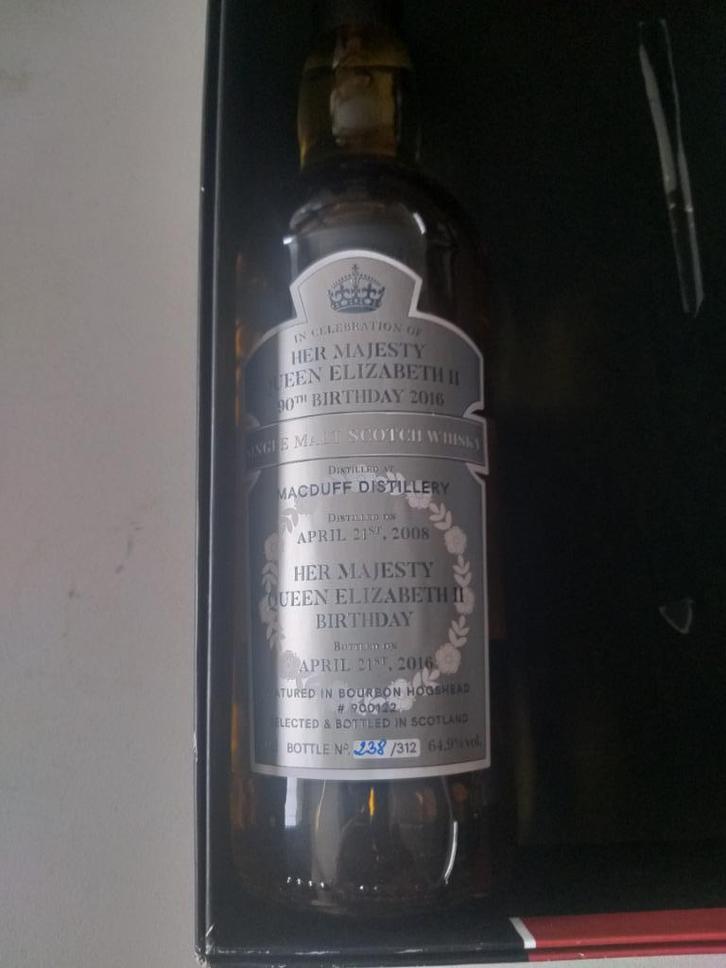 IN CELEBRATION OF
HER MAJESTY
QUEEN ELIZABETH II
90TH BIRTHDAY 2016
SINGLE MALT SCOTCH WHISKY
DISTILLED AT
MACDUFF DISTILLERY
DISTILLED ON
APRIL 21ST, 2008
HER MAJESTY
QUEEN ELIZABETH II
BIRTHDAY
BOTTLED ON
APRIL 21ST, 2016
MATURED IN BOURBON HOGSHEAD
# 900122
SELECTED & BOTTLED IN SCOTLAND
BOTTLE Nº. 238 /312 64.9% vol.